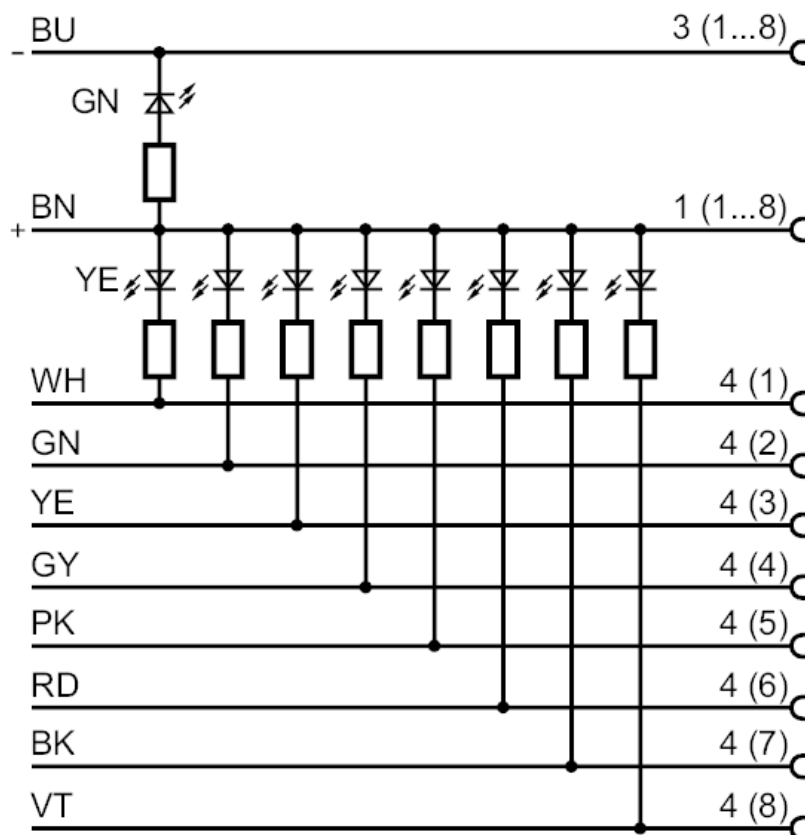 BU 3 (1...8)
-
GN
BN 1 (1...8)
+
YE
WH 4 (1)
GN 4 (2)
YE 4 (3)
GY 4 (4)
PK 4 (5)
RD 4 (6)
BK 4 (7)
VT 4 (8)